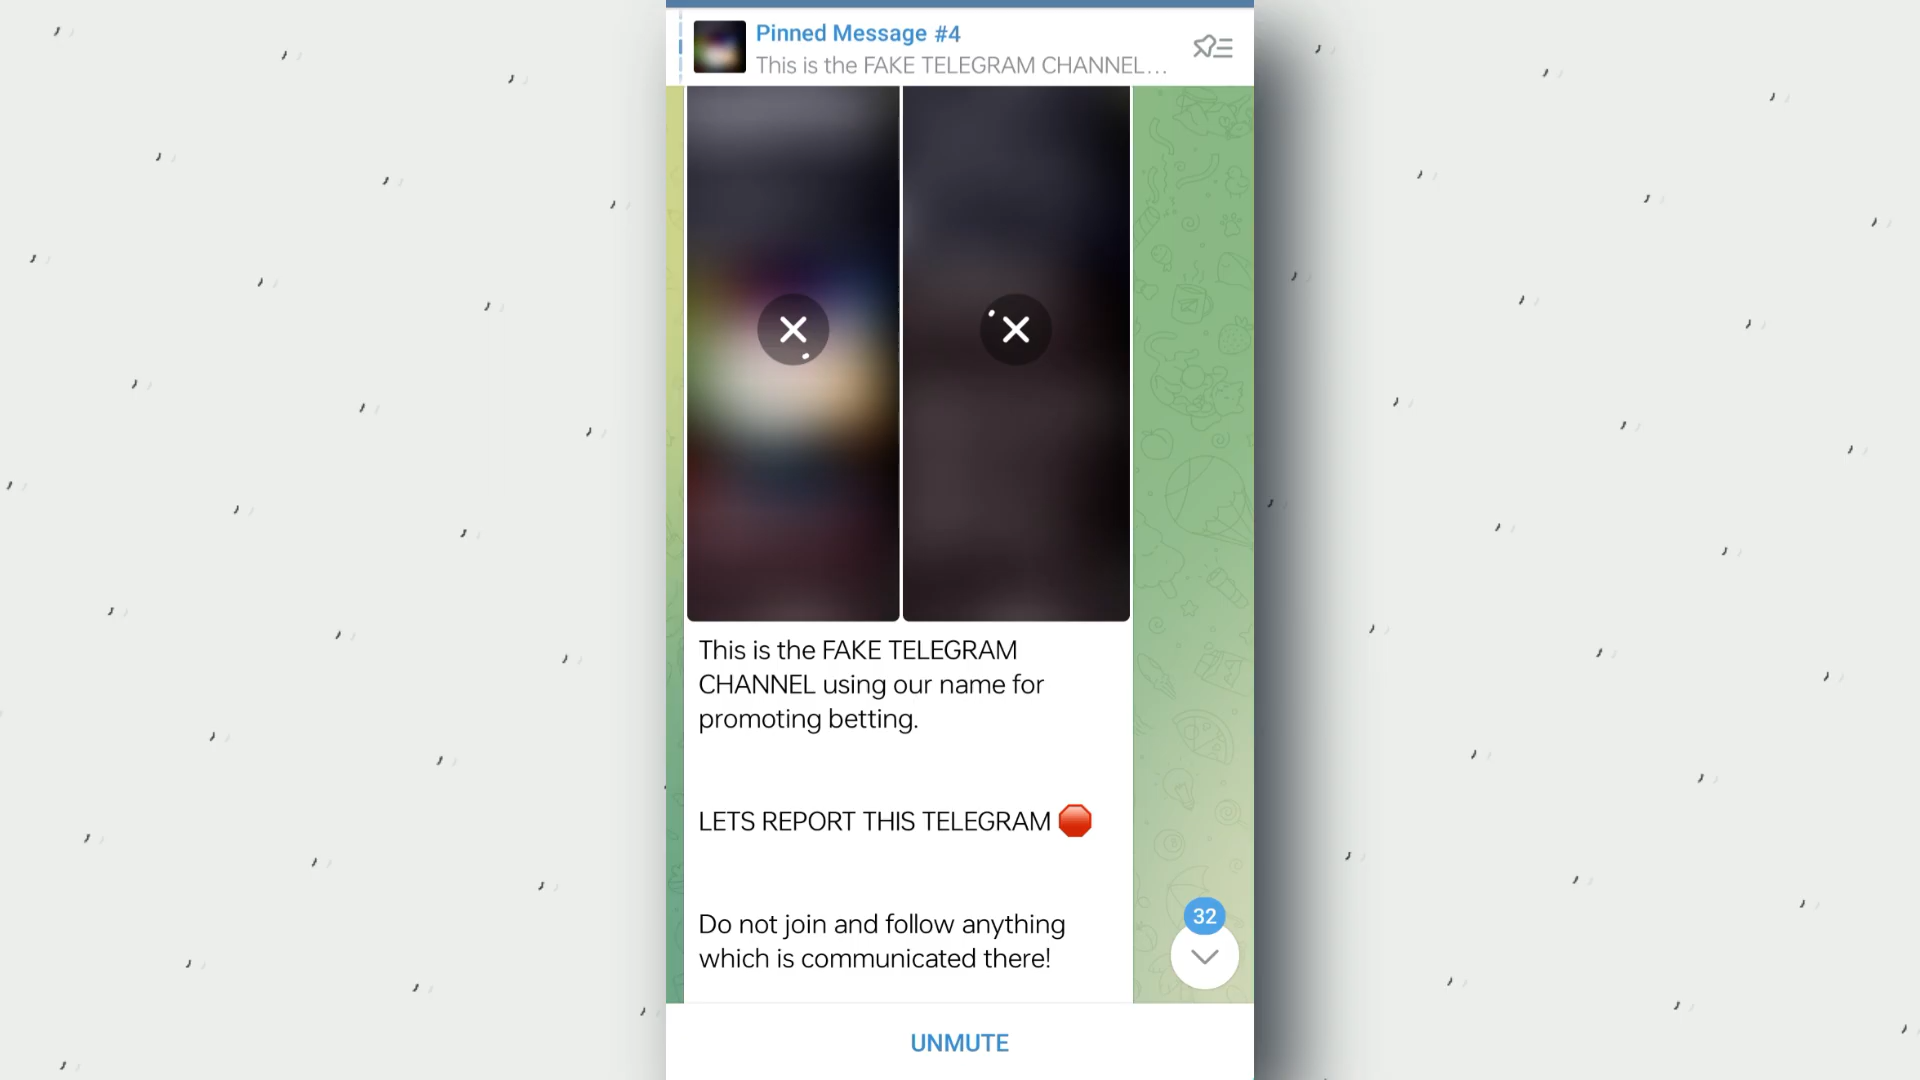 Pinned Message #4
This is the FAKE TELEGRAM CHANNEL...
This is the FAKE TELEGRAM
CHANNEL using our name for
promoting betting.
LETS REPORT THIS TELEGRAM 🛑
Do not join and follow anything
which is communicated there!
32
UNMUTE